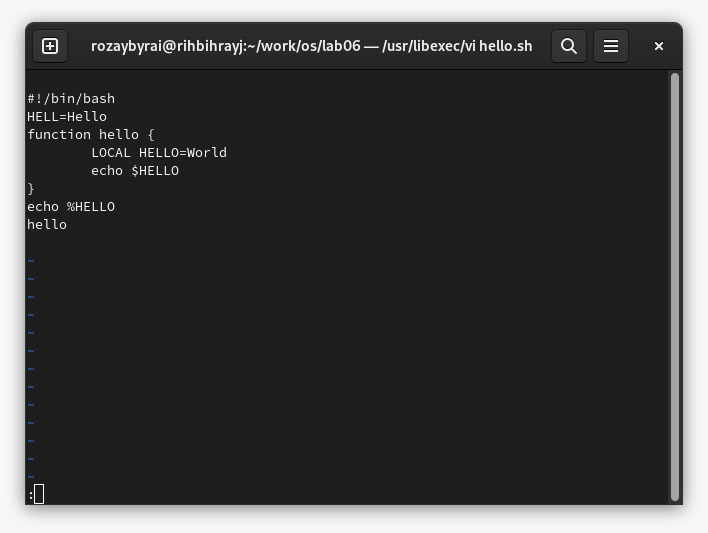 rozaybyrai@rihbihrayj:~/work/os/lab06 — /usr/libexec/vi hello.sh
#!/bin/bash
HELL=Hello
function hello {
        LOCAL HELLO=World
        echo $HELLO
}
echo %HELLO
hello
~
~
~
~
~
~
~
~
~
~
~
~
~
: